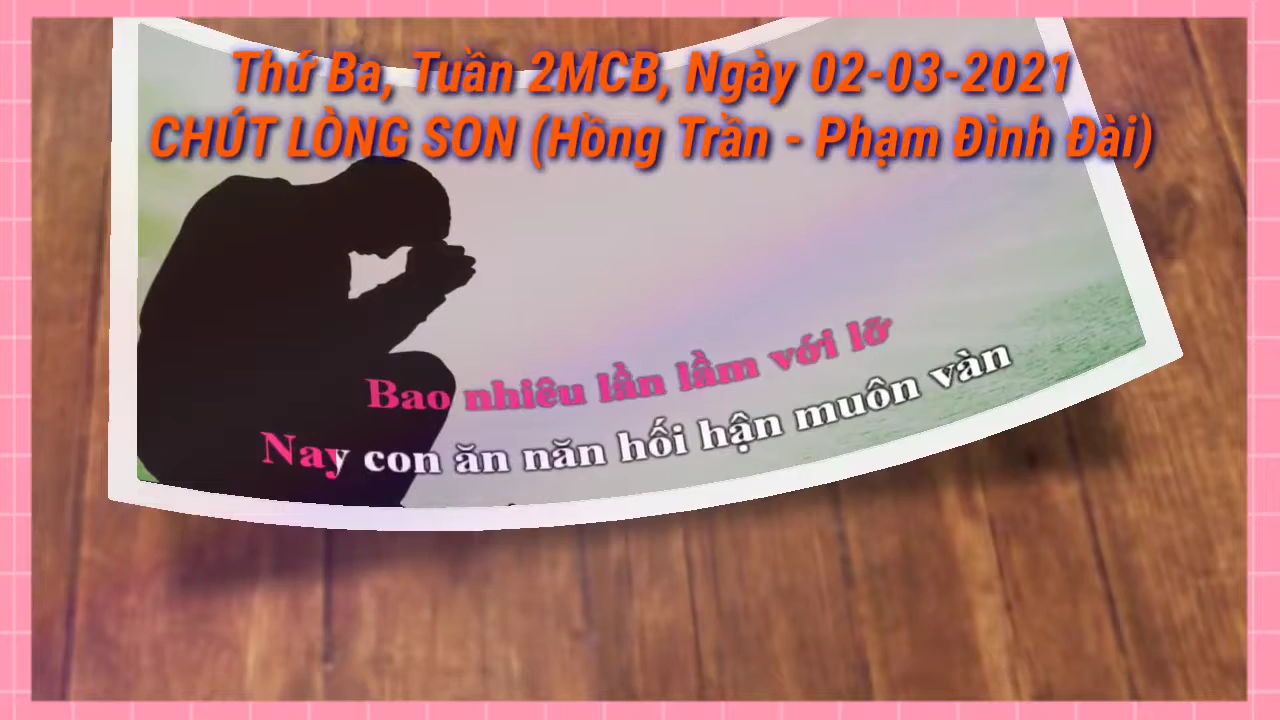 Thứ Ba, Tuần 2MCB, Ngày 02-03-2021
CHÚT LÒNG SON (Hồng Trần - Phạm Đình Đài)
Bao nhiêu lần lầm với lỡ
Nay con ăn năn hối hận muôn vàn